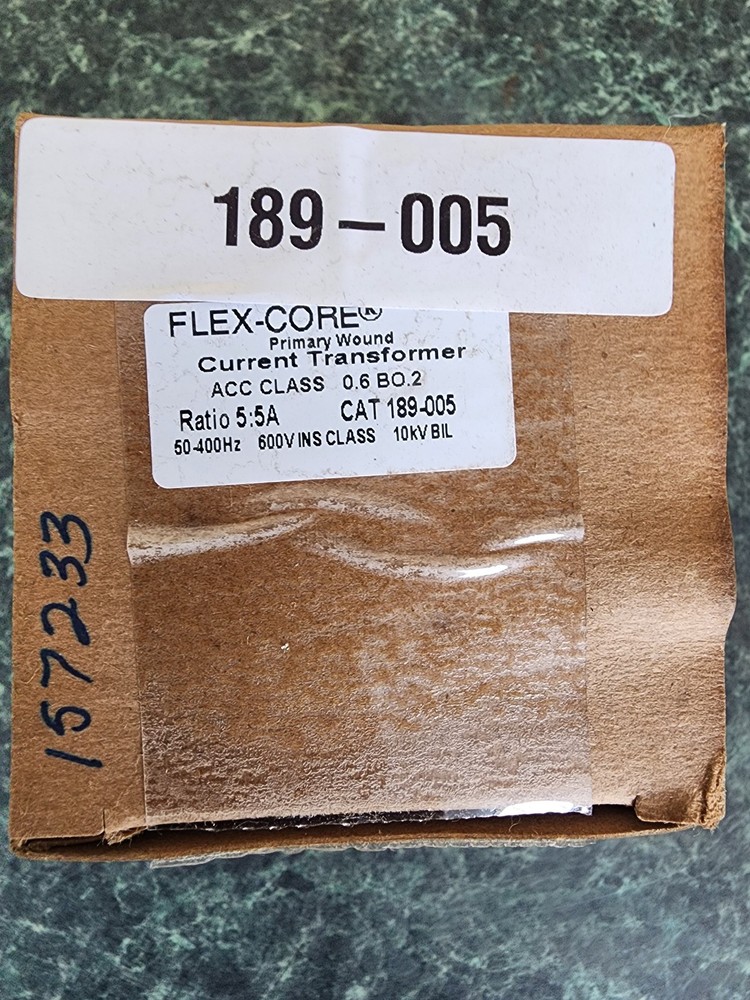 189-005
FLEX-CORE®
Primary Wound
Current Transformer
ACC CLASS 0.6 BO.2
Ratio 5:5A CAT 189-005
50-400Hz 600V INS CLASS 10kV BIL
157233